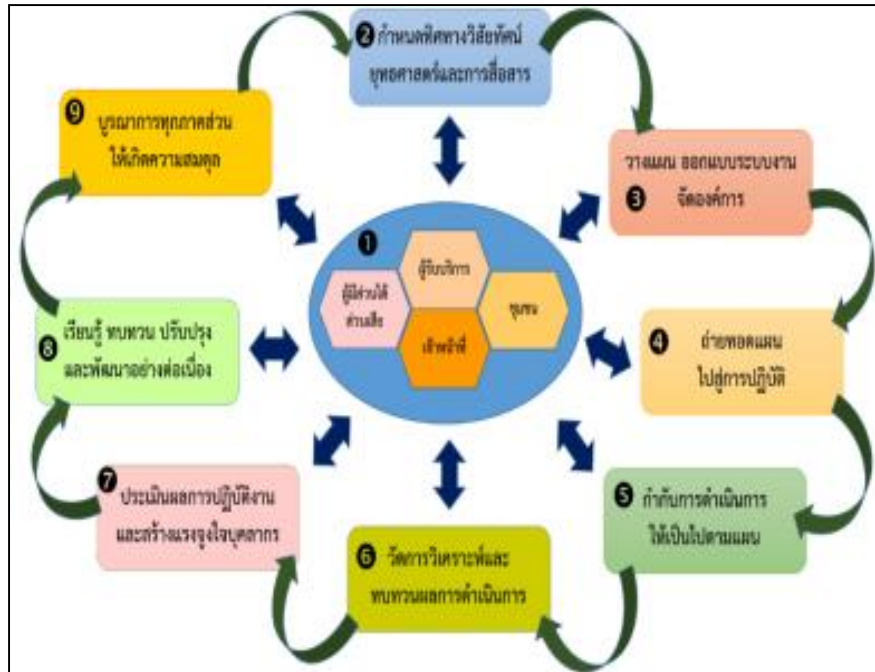 ❷ กำหนดทิศทางวิสัยทัศน์
ยุทธศาสตร์และการสื่อสาร
วางแผน ออกแบบระบบงาน
❸ จัดองค์การ
❹ ถ่ายทอดแผน
ไปสู่การปฏิบัติ
❺ กำกับการดำเนินการ
ให้เป็นไปตามแผน
❻ วัดการวิเคราะห์และ
ทบทวนผลการดำเนินการ
❼ ประเมินผลการปฏิบัติงาน
และสร้างแรงจูงใจบุคลากร
เรียนรู้ ทบทวน ปรับปรุง
❽ และพัฒนาอย่างต่อเนื่อง
❾ บูรณาการทุกภาคส่วน
ให้เกิดความสมดุล
❶
ผู้รับบริการ
ผู้มีส่วนได้
ส่วนเสีย
ชุมชน
เจ้าหน้าที่